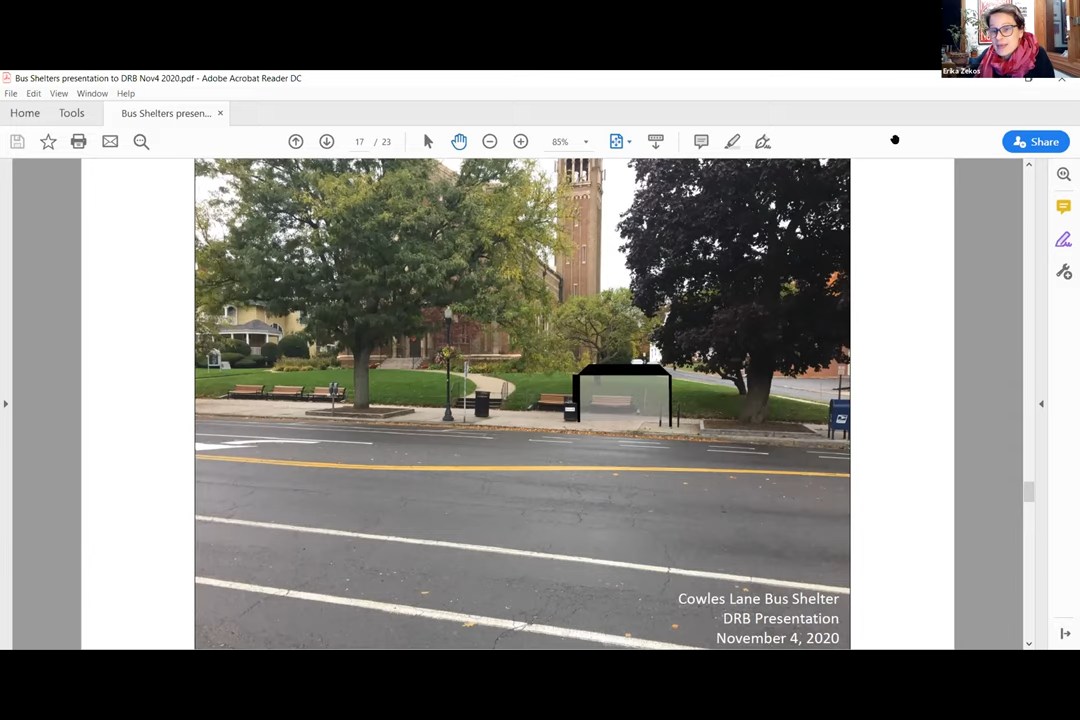 Erika Zekos
Bus Shelters presentation to DRB Nov4 2020.pdf - Adobe Acrobat Reader DC
File Edit View Window Help
Home Tools Bus Shelters presen... ×
17 / 23 85% Share
Cowles Lane Bus Shelter
DRB Presentation
November 4, 2020